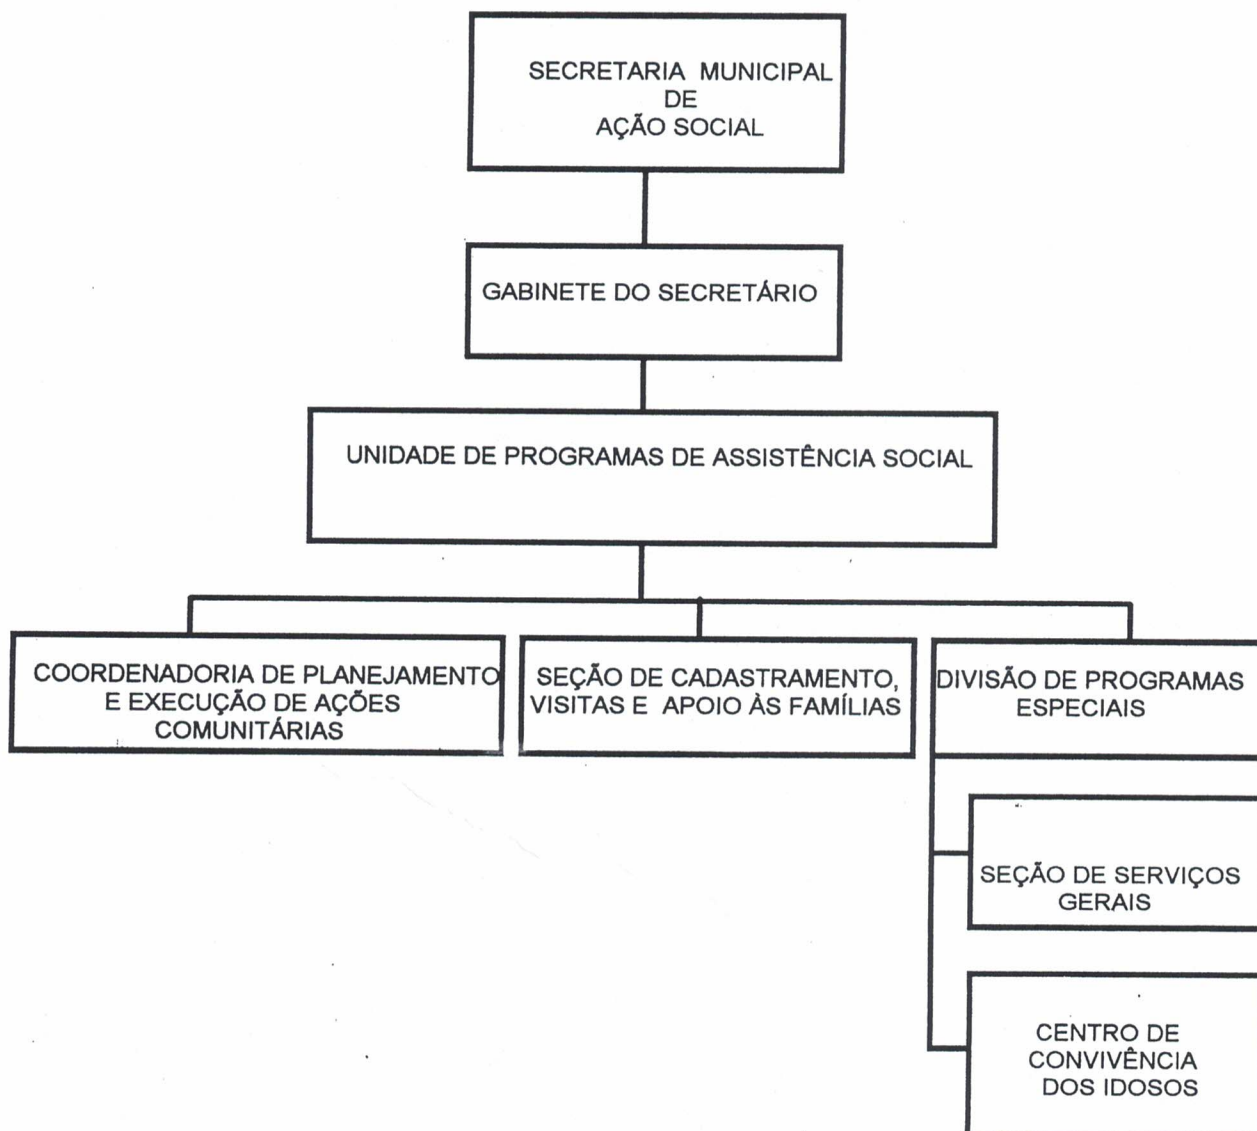 SECRETARIA MUNICIPAL
DE
AÇÃO SOCIAL
GABINETE DO SECRETÁRIO
UNIDADE DE PROGRAMAS DE ASSISTÊNCIA SOCIAL
COORDENADORIA DE PLANEJAMENTO
E EXECUÇÃO DE AÇÕES
COMUNITÁRIAS
SEÇÃO DE CADASTRAMENTO,
VISITAS E APOIO ÀS FAMÍLIAS
DIVISÃO DE PROGRAMAS
ESPECIAIS
SEÇÃO DE SERVIÇOS
GERAIS
CENTRO DE
CONVIVÊNCIA
DOS IDOSOS